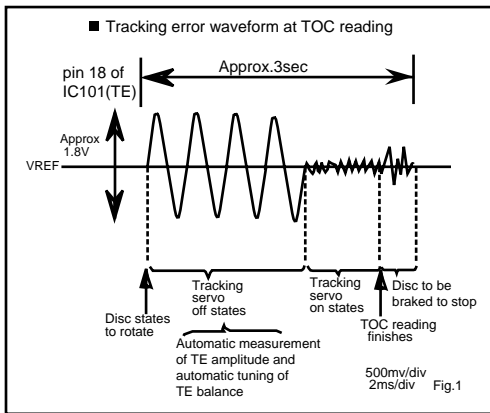 ■ Tracking error waveform at TOC reading
pin 18 of
IC101(TE)
Approx.3sec
Approx
1.8V
VREF
Disc states
to rotate
Tracking
servo
off states
Tracking
servo
on states
Disc to be
braked to stop
TOC reading
finishes
Automatic measurement
of TE amplitude and
automatic tuning of
TE balance
500mv/div
2ms/div
Fig.1